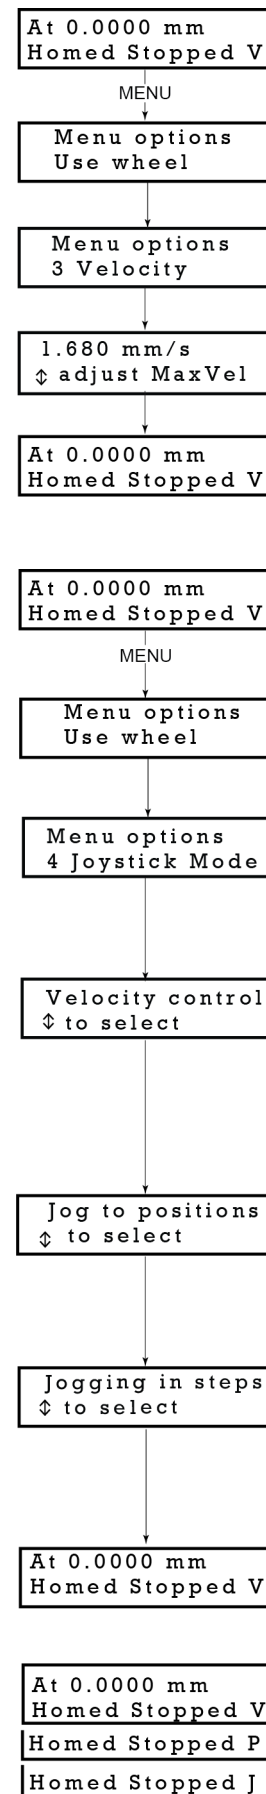 At 0.0000 mm
Homed Stopped V
MENU
Menu options
Use wheel
Menu options
3 Velocity
1.680 mm/s
⇕ adjust MaxVel
At 0.0000 mm
Homed Stopped V
At 0.0000 mm
Homed Stopped V
MENU
Menu options
Use wheel
Menu options
4 Joystick Mode
Velocity control
⇕ to select
Jog to positions
⇕ to select
Jogging in steps
⇕ to select
At 0.0000 mm
Homed Stopped V
At 0.0000 mm
Homed Stopped V
Homed Stopped P
Homed Stopped J